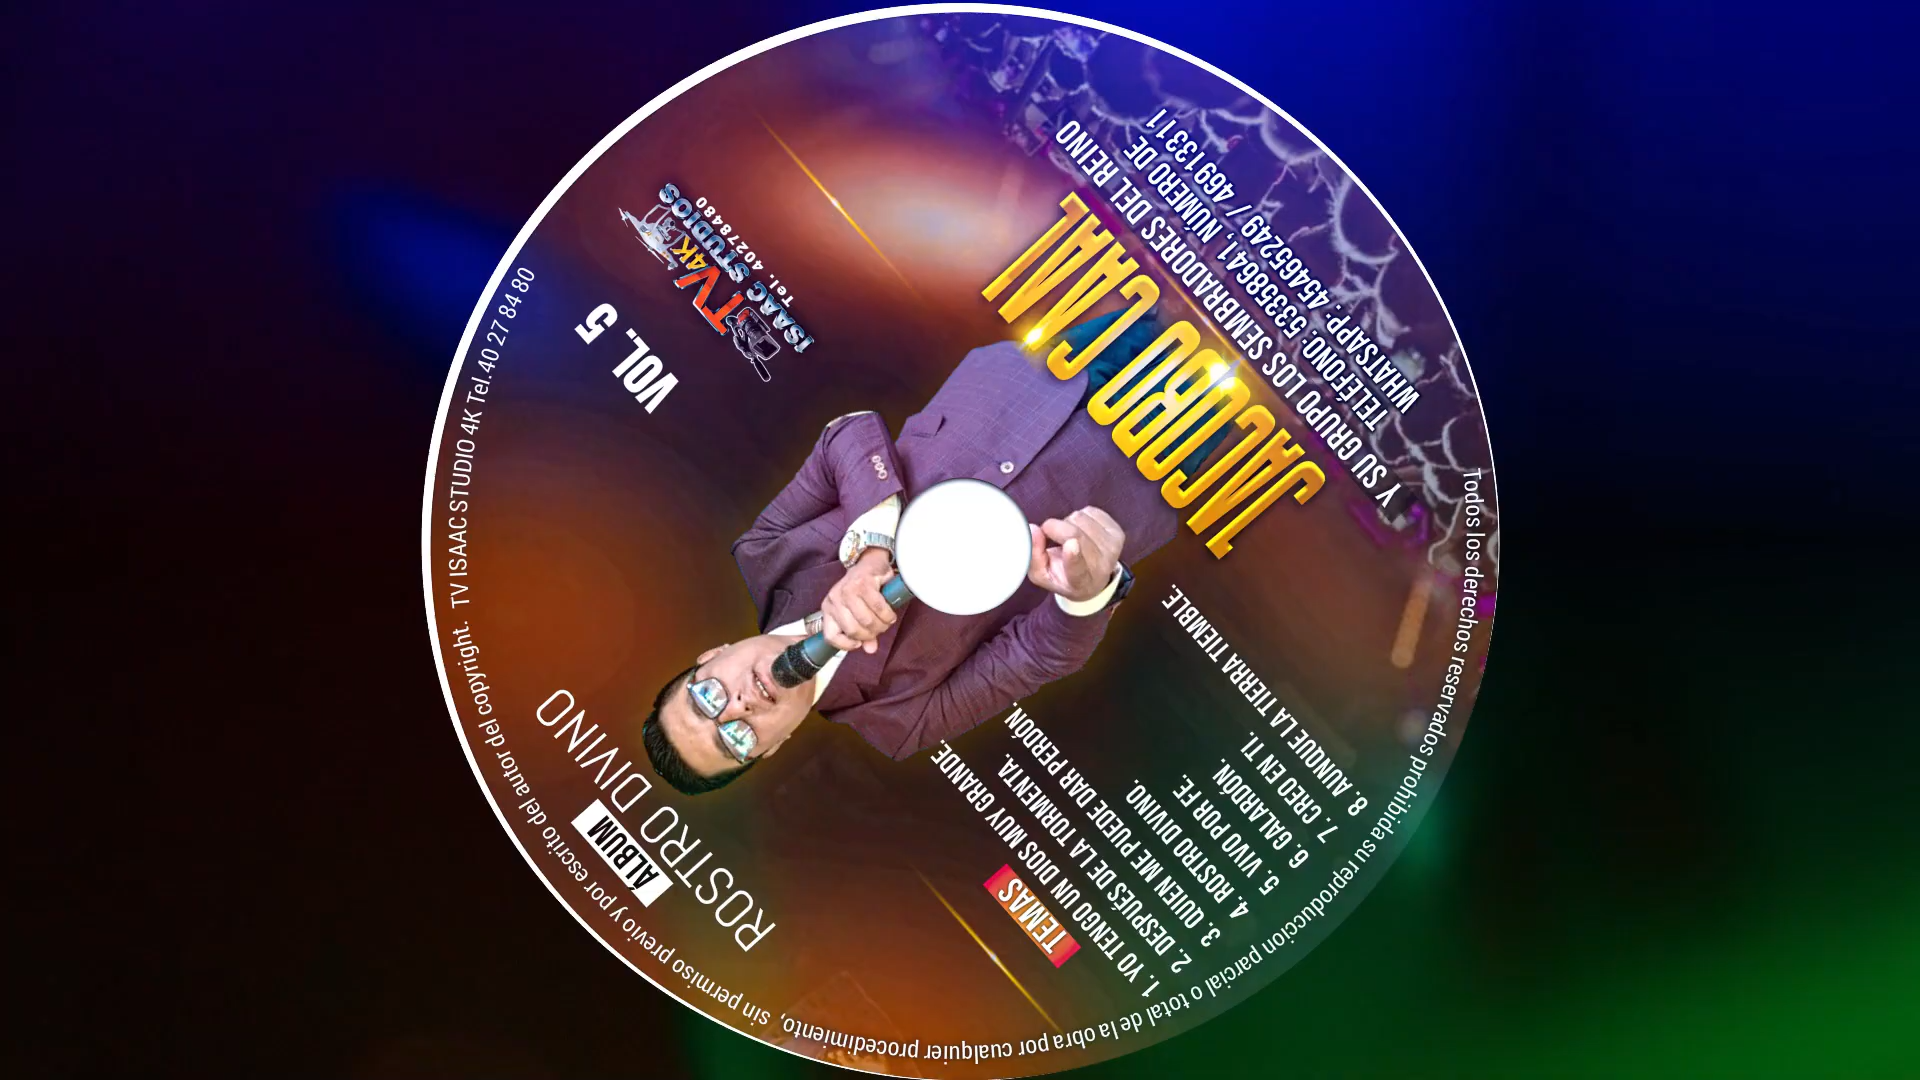 ÁLBUM
ROSTRO DIVINO
VOL. 5
TV 4K
ISAAC STUDIOS
Tel. 40278480
JACOBO CAAL
Y SU GRUPO LOS SEMBRADORES DEL REINO
TELÉFONO: 53358641, NÚMERO DE
WHATSAPP: 45465249 / 46913311
TEMAS
1. YO TENGO UN DIOS MUY GRANDE.
2. DESPUÉS DE LA TORMENTA.
3. QUIEN ME PUEDE DAR PERDÓN.
4. ROSTRO DIVINO.
5. VIVO POR FE.
6. GALARDÓN.
7. CREO EN TI.
8. AUNQUE LA TIERRA TIEMBLE.
Todos los derechos reservados prohibida su reproduccion parcial o total de la obra por cualquier procedimiento, sin permiso previo y por escrito del autor del copyright. TV ISAAC STUDIO 4K Tel. 40 27 84 80